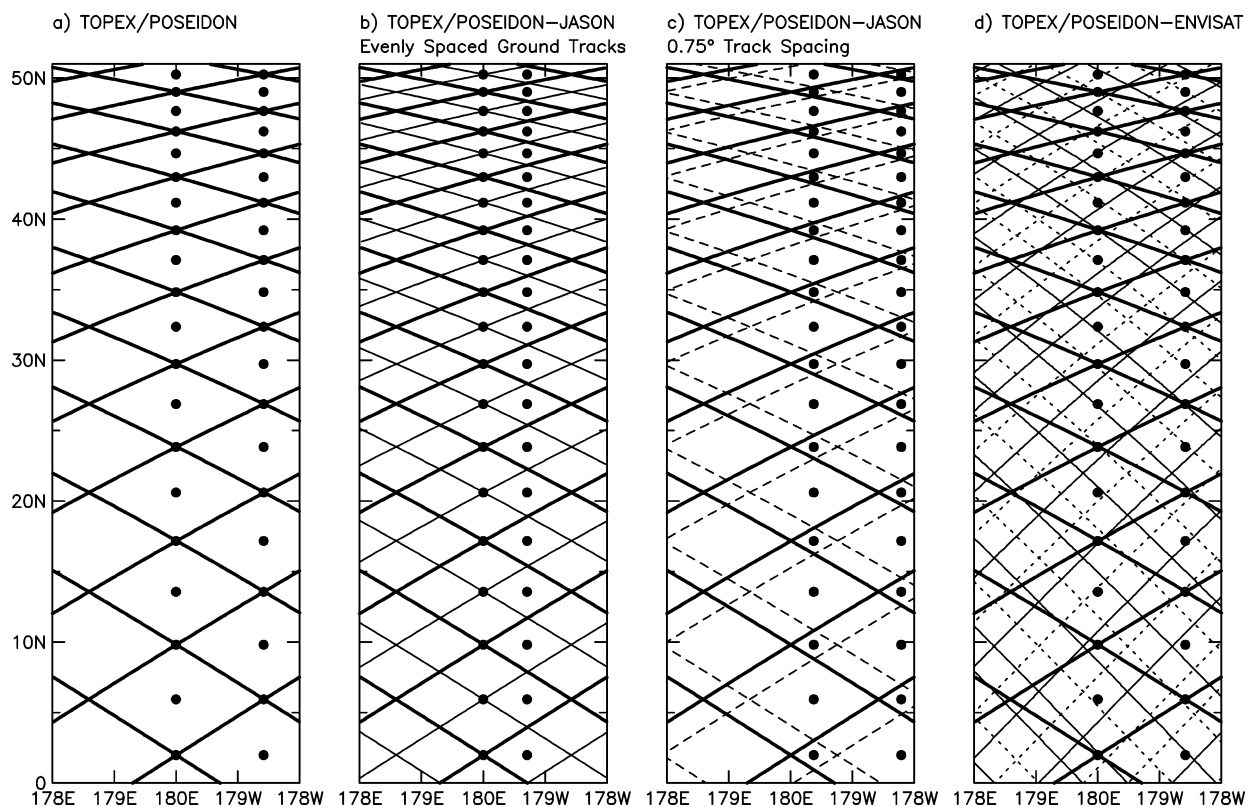 a) TOPEX/POSEIDON
b) TOPEX/POSEIDON−JASON
Evenly Spaced Ground Tracks
c) TOPEX/POSEIDON−JASON
0.75° Track Spacing
d) TOPEX/POSEIDON−ENVISAT
50N
40N
30N
20N
10N
0
178E 179E 180E 179W 178W
178E 179E 180E 179W 178W
178E 179E 180E 179W 178W
178E 179E 180E 179W 178W